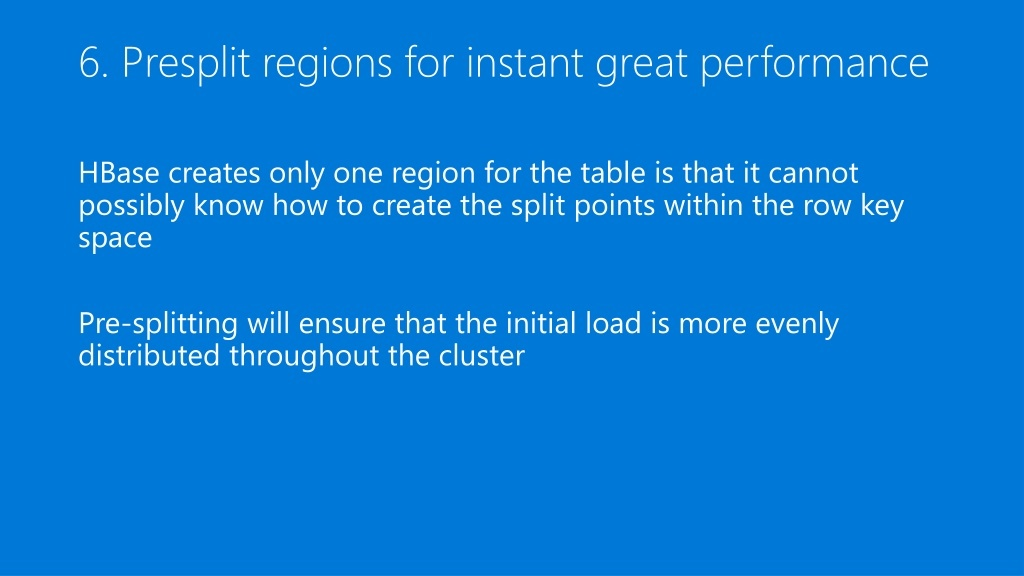 6. Presplit regions for instant great performance
HBase creates only one region for the table is that it cannot
possibly know how to create the split points within the row key
space
Pre-splitting will ensure that the initial load is more evenly
distributed throughout the cluster